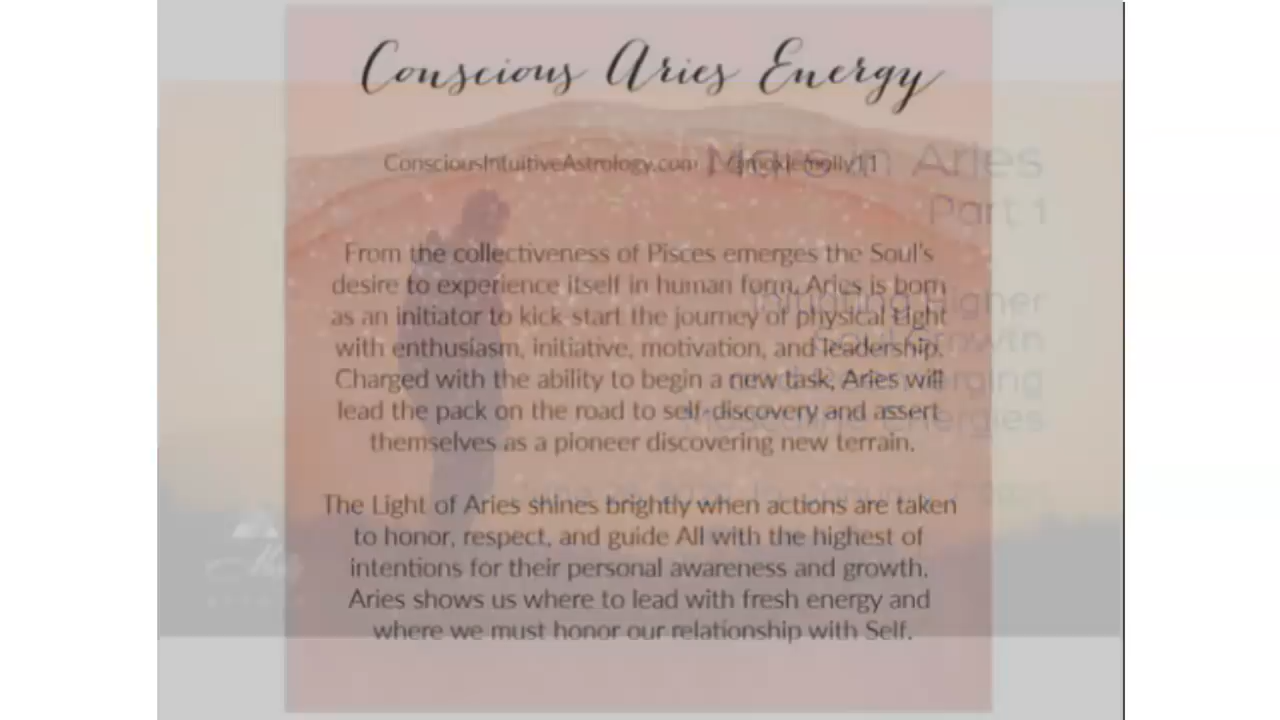 Conscious Aries Energy
ConsciousIntuitiveAstrology.com
Mars in Aries
Part 1
From the collectiveness of Pisces emerges the Soul's
desire to experience itself in human form. Aries is born
as an initiator to kick-start the journey of physical Light
with enthusiasm, initiative, motivation, and leadership.
Charged with the ability to begin a new task, Aries will
lead the pack on the road to self-discovery and assert
themselves as a pioneer discovering new terrain.
Initiating Higher
Soul Growth
Energies
The Light of Aries shines brightly when actions are taken
to honor, respect, and guide All with the highest of
intentions for their personal awareness and growth.
Aries shows us where to lead with fresh energy and
where we must honor our relationship with Self.